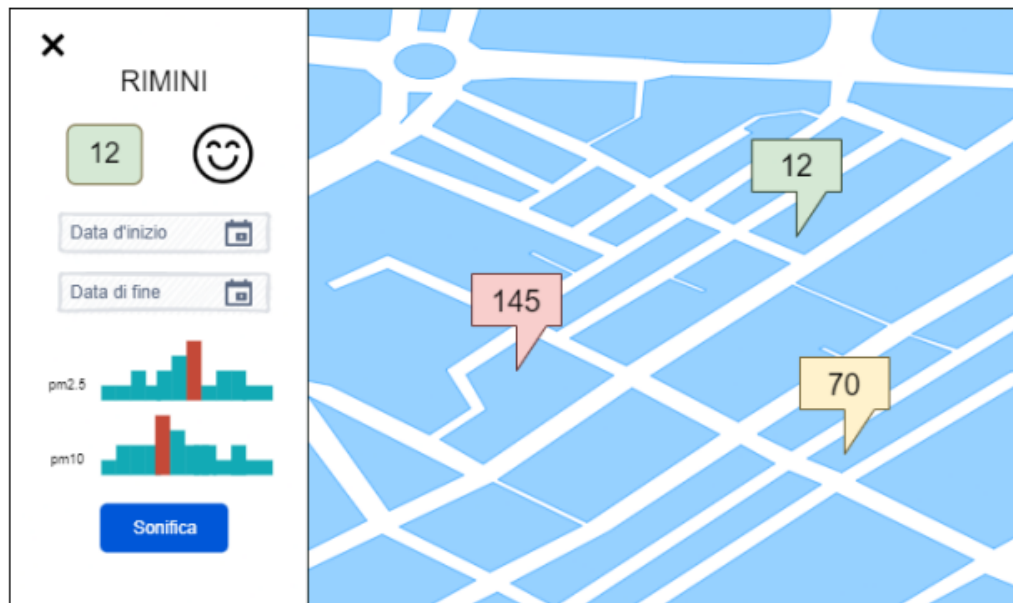 RIMINI
12
Data d'inizio
Data di fine
pm2.5
pm10
Sonifica
12
145
70